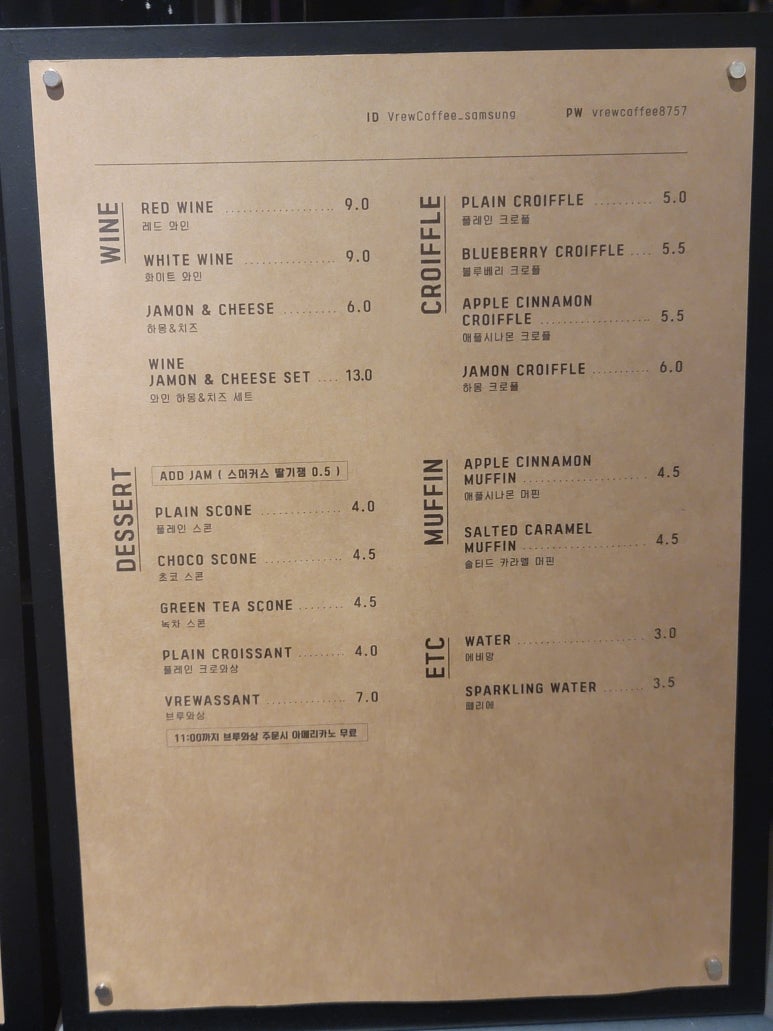 ID VrewCoffee_samsung PW vrewcoffee8757
WINE
RED WINE .................. 9.0
레드 와인
WHITE WINE ............... 9.0
화이트 와인
JAMON & CHEESE ......... 6.0
하몽&치즈
WINE
JAMON & CHEESE SET .... 13.0
와인 하몽&치즈 세트
DESSERT
ADD JAM ( 스머커스 딸기잼 0.5 )
PLAIN SCONE ............. 4.0
플레인 스콘
CHOCO SCONE ............. 4.5
초코 스콘
GREEN TEA SCONE ........ 4.5
녹차 스콘
PLAIN CROISSANT ........ 4.0
플레인 크로와상
VREWASSANT ............. 7.0
브루와상
11:00까지 브루와상 주문시 아메리카노 무료
CROIFFLE
PLAIN CROIFFLE .......... 5.0
플레인 크로플
BLUEBERRY CROIFFLE .... 5.5
블루베리 크로플
APPLE CINNAMON
CROIFFLE .................. 5.5
애플시나몬 크로플
JAMON CROIFFLE .......... 6.0
하몽 크로플
MUFFIN
APPLE CINNAMON
MUFFIN .................... 4.5
애플시나몬 머핀
SALTED CARAMEL
MUFFIN .................... 4.5
솔티드 카라멜 머핀
ETC
WATER ..................... 3.0
에비앙
SPARKLING WATER ....... 3.5
페리에